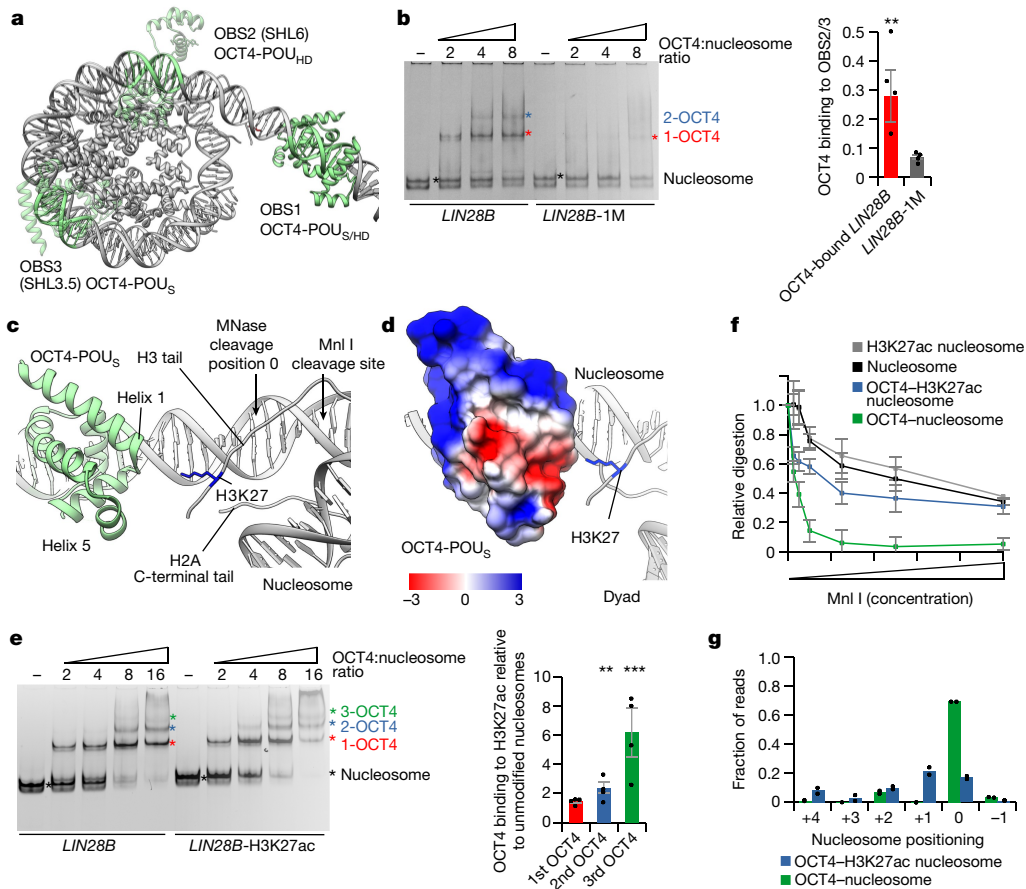 a
OBS2 (SHL6)
OCT4-POUHD
OBS1
OCT4-POUS/HD
OBS3
(SHL3.5) OCT4-POUS
b
– 2 4 8 – 2 4 8
OCT4:nucleosome
ratio
* 2-OCT4
* 1-OCT4
*
* *
Nucleosome
LIN28B
LIN28B-1M
OCT4 binding to OBS2/3
0.5
0.4
0.3
0.2
0.1
0
**
OCT4-bound LIN28B
LIN28B-1M
c
OCT4-POUS
Helix 1
H3 tail
MNase
cleavage
position 0
Mnl I
cleavage site
H3K27
Helix 5
H2A
C-terminal tail
Nucleosome
d
Nucleosome
H3K27
OCT4-POUS
−3 0 3
Dyad
f
H3K27ac nucleosome
Nucleosome
OCT4–H3K27ac
nucleosome
OCT4–nucleosome
Relative digestion
1.0
0.8
0.6
0.4
0.2
0
Mnl I (concentration)
e
– 2 4 8 16 – 2 4 8 16
OCT4:nucleosome
ratio
* * 3-OCT4
* * 2-OCT4
* * 1-OCT4
* * * Nucleosome
LIN28B
LIN28B-H3K27ac
OCT4 binding to H3K27ac relative
to unmodified nucleosomes
10
8
6
4
2
0
** ***
1st OCT4
2nd OCT4
3rd OCT4
g
Fraction of reads
1.0
0.8
0.6
0.4
0.2
0
+4 +3 +2 +1 0 −1
Nucleosome positioning
OCT4–H3K27ac nucleosome
OCT4–nucleosome